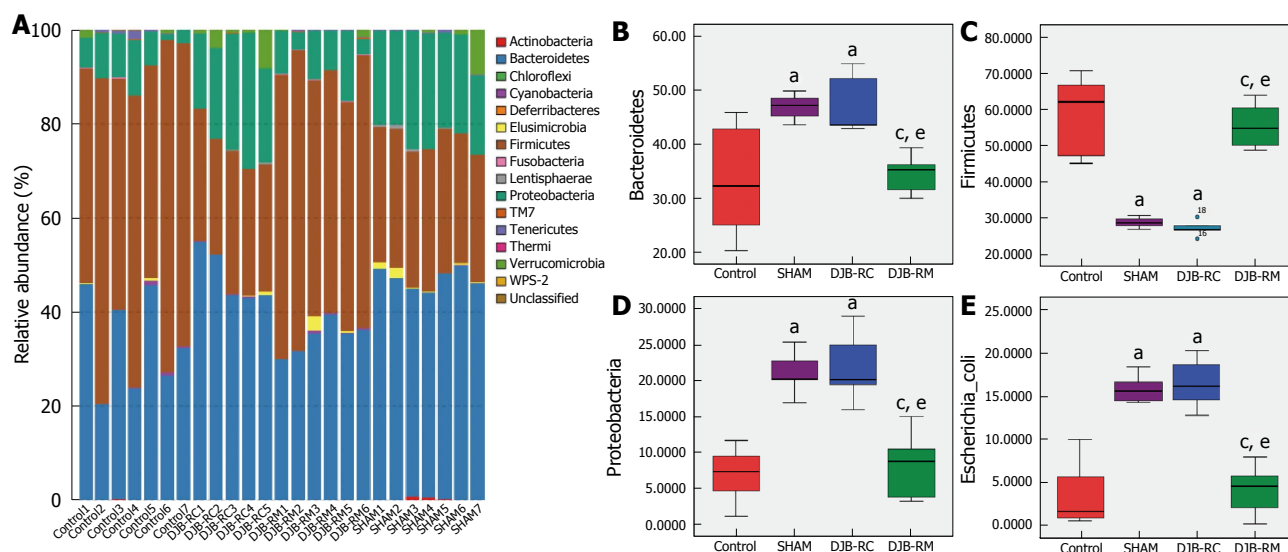 A
Relative abundance (%)
100
80
60
40
20
0
Control1
Control2
Control3
Control4
Control5
Control6
Control7
DJB-RC1
DJB-RC2
DJB-RC3
DJB-RC4
DJB-RC5
DJB-RM1
DJB-RM2
DJB-RM3
DJB-RM4
DJB-RM5
DJB-RM6
SHAM1
SHAM2
SHAM3
SHAM4
SHAM5
SHAM6
SHAM7
Actinobacteria
Bacteroidetes
Chloroflexi
Cyanobacteria
Deferribacteres
Elusimicrobia
Firmicutes
Fusobacteria
Lentisphaerae
Proteobacteria
TM7
Tenericutes
Thermi
Verrucomicrobia
WPS-2
Unclassified
B
Bacteroidetes
60.00
50.00
40.00
30.00
20.00
a
a
c, e
Control SHAM DJB-RC DJB-RM
C
Firmicutes
80.0000
70.0000
60.0000
50.0000
40.0000
30.0000
20.0000
a
a
18
16
c, e
Control SHAM DJB-RC DJB-RM
D
Proteobacteria
30.0000
25.0000
20.0000
15.0000
10.0000
5.0000
0.0000
a
a
c, e
Control SHAM DJB-RC DJB-RM
E
Escherichia_coli
25.0000
20.0000
15.0000
10.0000
5.0000
0.0000
a
a
c, e
Control SHAM DJB-RC DJB-RM